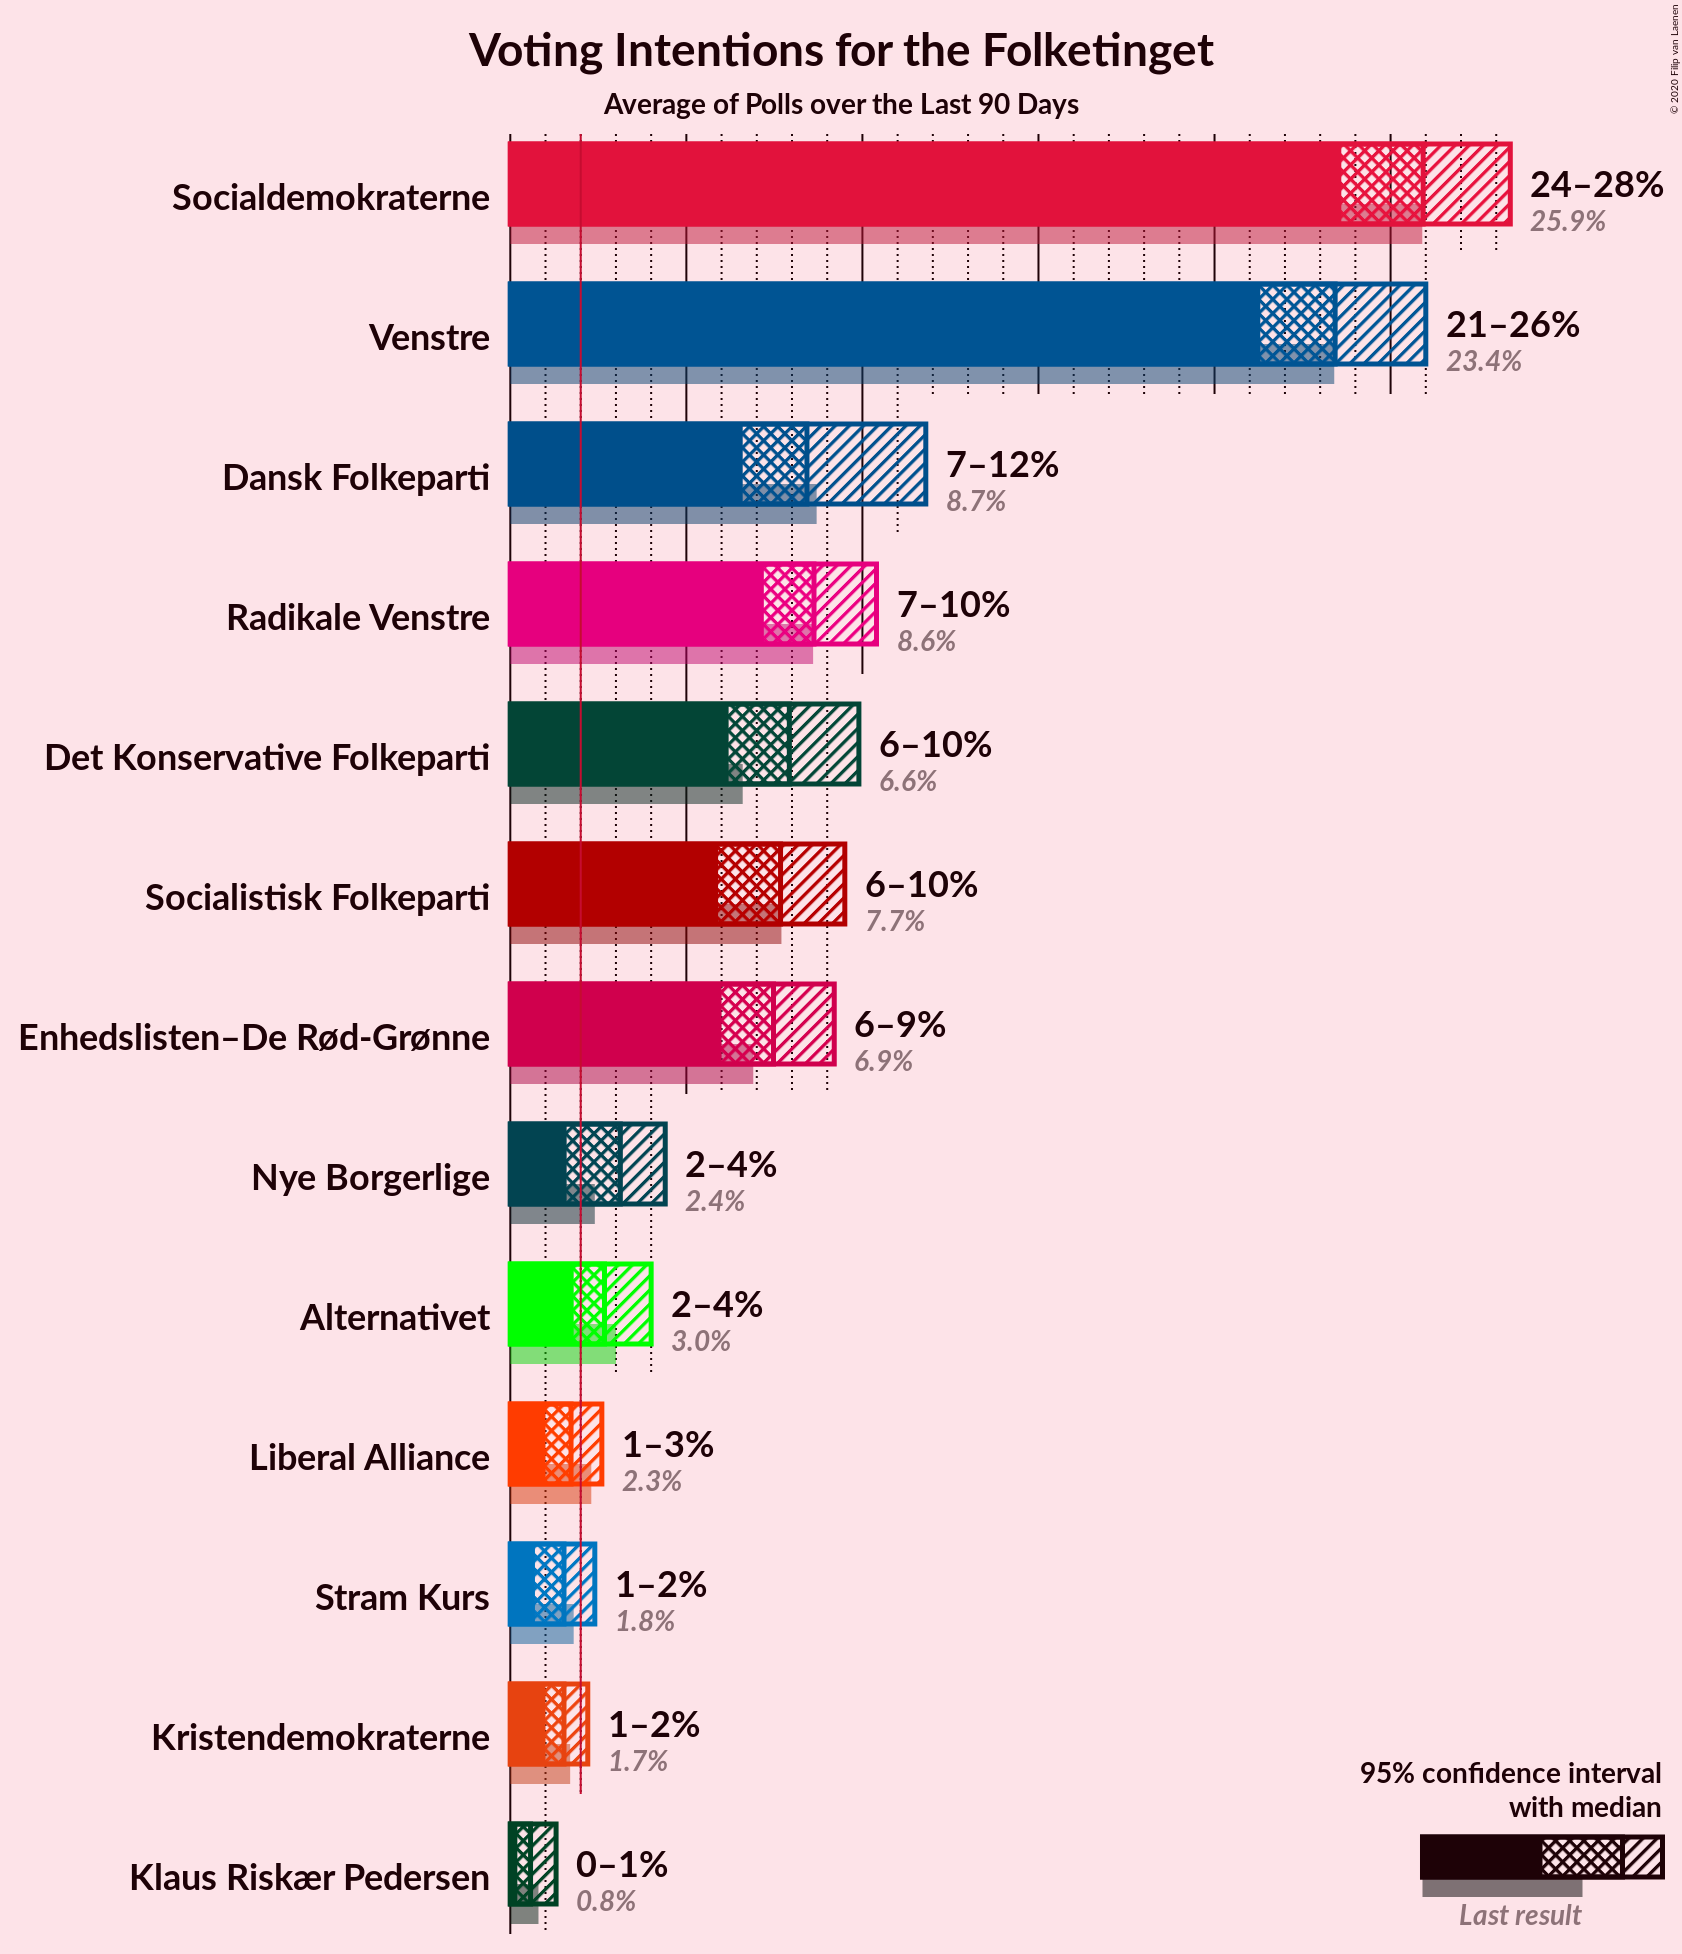 © 2020 Filip van Laenen
Voting Intentions for the Folketinget
Average of Polls over the Last 90 Days
Socialdemokraterne
24–28%
25.9%
Venstre
21–26%
23.4%
Dansk Folkeparti
7–12%
8.7%
Radikale Venstre
7–10%
8.6%
Det Konservative Folkeparti
6–10%
6.6%
Socialistisk Folkeparti
6–10%
7.7%
Enhedslisten–De Rød-Grønne
6–9%
6.9%
Nye Borgerlige
2–4%
2.4%
Alternativet
2–4%
3.0%
Liberal Alliance
1–3%
2.3%
Stram Kurs
1–2%
1.8%
Kristendemokraterne
1–2%
1.7%
Klaus Riskær Pedersen
0–1%
0.8%
95% confidence interval
with median
Last result